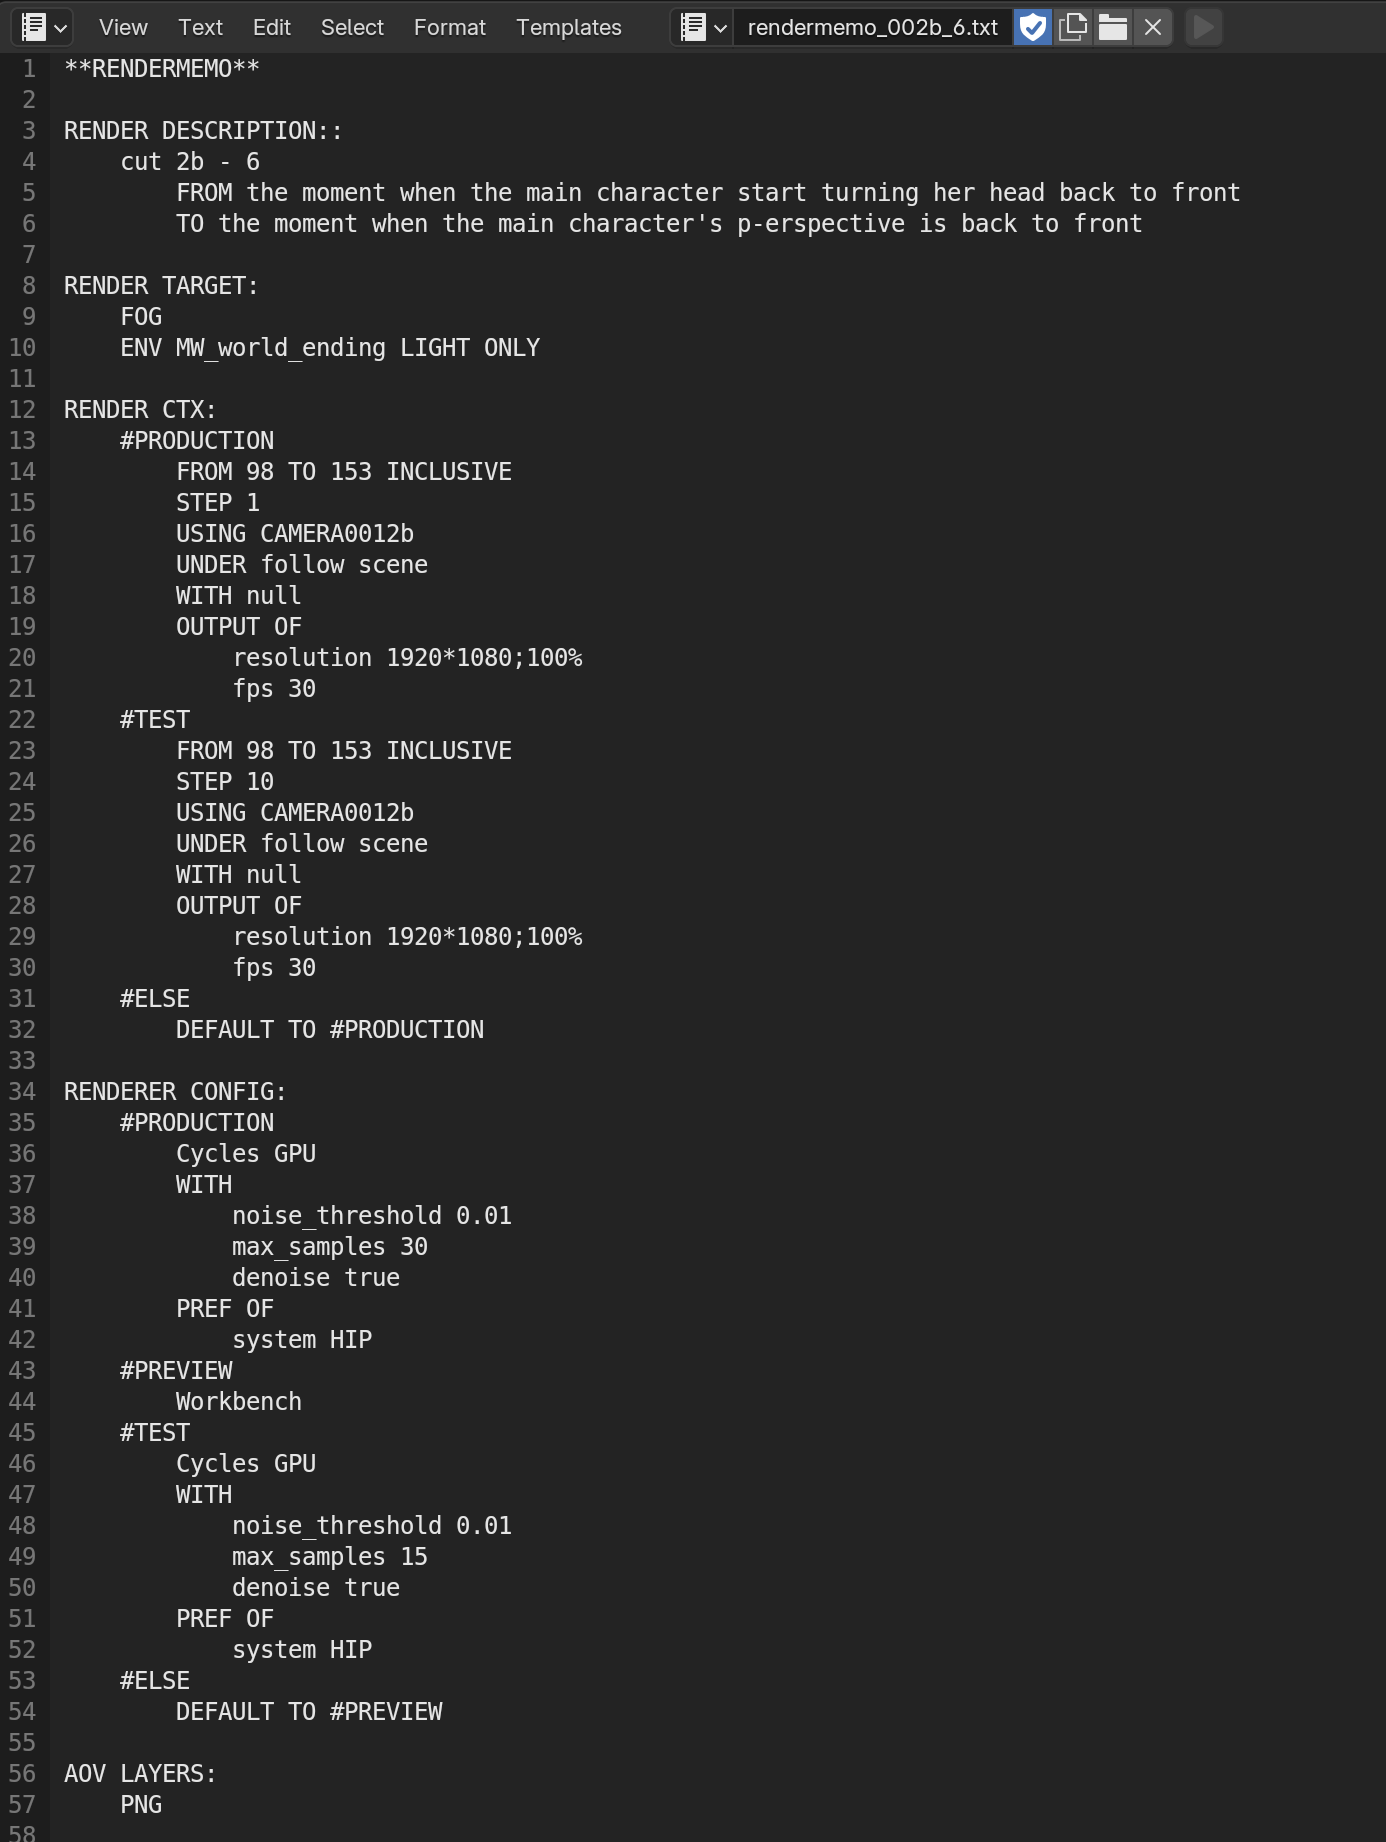 View Text Edit Select Format Templates rendermemo_002b_6.txt
1 **RENDERMEMO**
2
3 RENDER DESCRIPTION::
4     cut 2b - 6
5         FROM the moment when the main character start turning her head back to front
6         TO the moment when the main character's p-erspective is back to front
7
8 RENDER TARGET:
9     FOG
10     ENV MW_world_ending LIGHT ONLY
11
12 RENDER CTX:
13     #PRODUCTION
14         FROM 98 TO 153 INCLUSIVE
15         STEP 1
16         USING CAMERA0012b
17         UNDER follow scene
18         WITH null
19         OUTPUT OF
20             resolution 1920*1080;100%
21             fps 30
22     #TEST
23         FROM 98 TO 153 INCLUSIVE
24         STEP 10
25         USING CAMERA0012b
26         UNDER follow scene
27         WITH null
28         OUTPUT OF
29             resolution 1920*1080;100%
30             fps 30
31     #ELSE
32         DEFAULT TO #PRODUCTION
33
34 RENDERER CONFIG:
35     #PRODUCTION
36         Cycles GPU
37         WITH
38             noise_threshold 0.01
39             max_samples 30
40             denoise true
41         PREF OF
42             system HIP
43     #PREVIEW
44         Workbench
45     #TEST
46         Cycles GPU
47         WITH
48             noise_threshold 0.01
49             max_samples 15
50             denoise true
51         PREF OF
52             system HIP
53     #ELSE
54         DEFAULT TO #PREVIEW
55
56 AOV LAYERS:
57     PNG
58